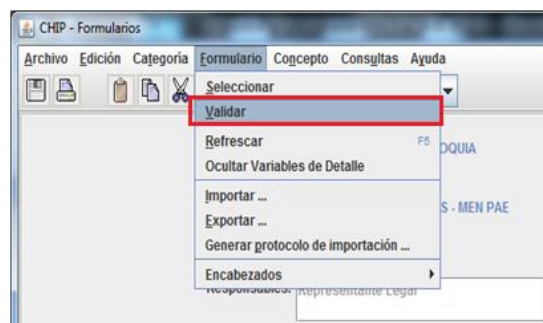 CHIP - Formularios
Archivo Edición Categoría Formulario Concepto Consultas Ayuda
Seleccionar
Validar
Refrescar F5
OQUIA
Ocultar Variables de Detalle
Importar ...
S - MEN PAE
Exportar ...
Generar protocolo de importación ...
Encabezados
Responsables: Representante Legal